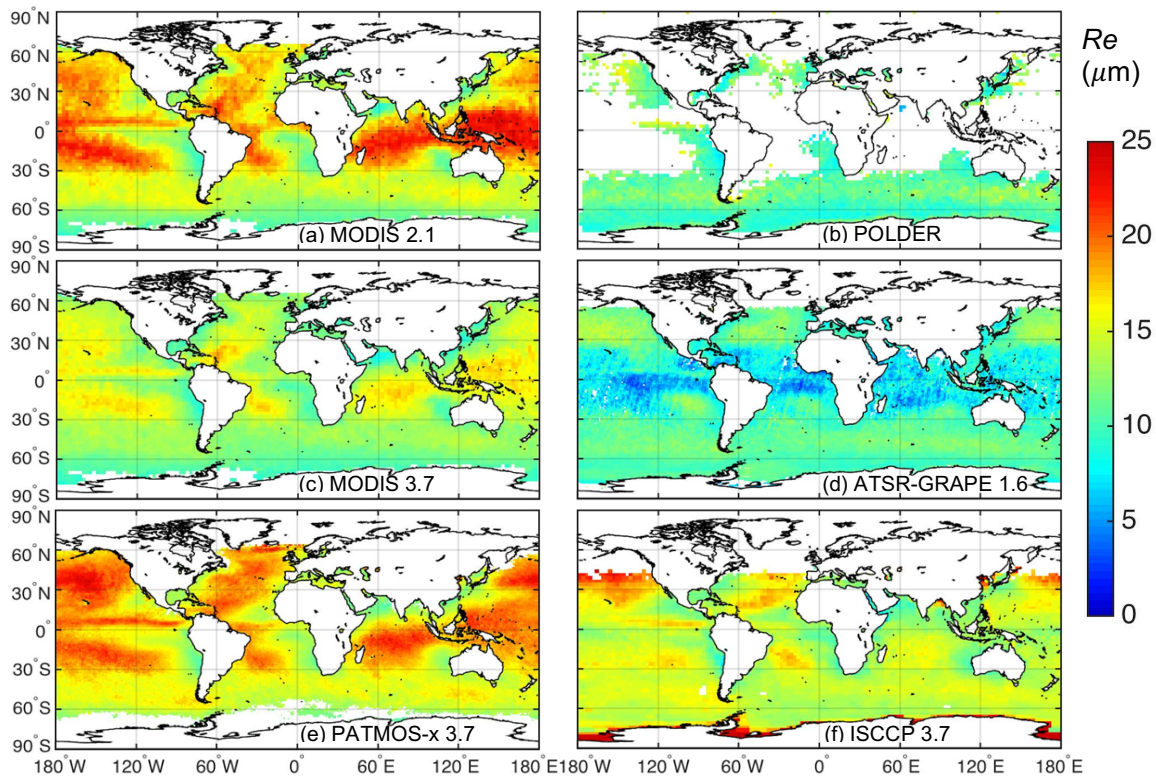 90° N
60° N
30° N
0°
30° S
60° S
90° S
(a) MODIS 2.1
(b) POLDER
Re
(μm)
90° N
60° N
30° N
0°
30° S
60° S
90° S
(c) MODIS 3.7
(d) ATSR-GRAPE 1.6
25
20
15
10
5
0
90° N
60° N
30° N
0°
30° S
60° S
90° S
(e) PATMOS-x 3.7
(f) ISCCP 3.7
180° W 120° W 60° W 0° 60° E 120° E 180° W 120° W 60° W 0° 60° E 120° E 180° E